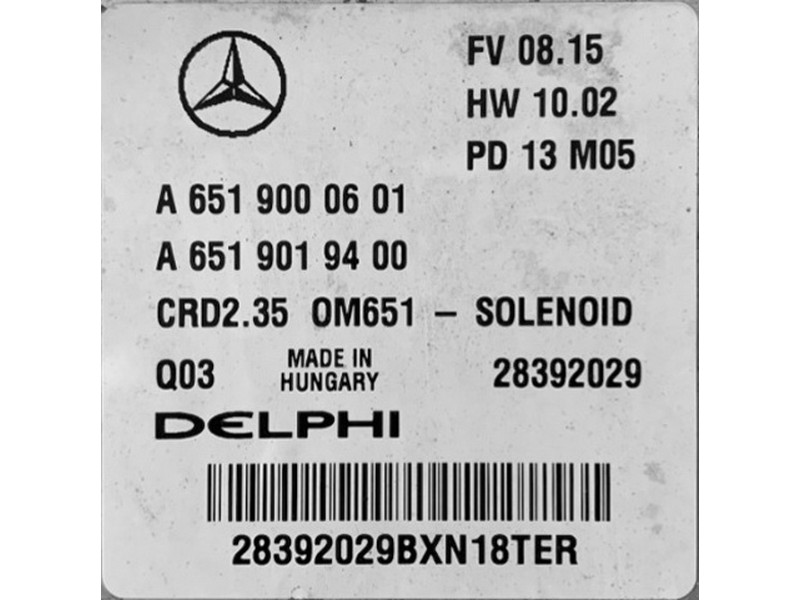 FV 08.15
HW 10.02
PD 13 M05
A 651 900 06 01
A 651 901 94 00
CRD2.35 OM651 – SOLENOID
Q03 MADE IN HUNGARY 28392029
DELPHI
28392029BXN18TER